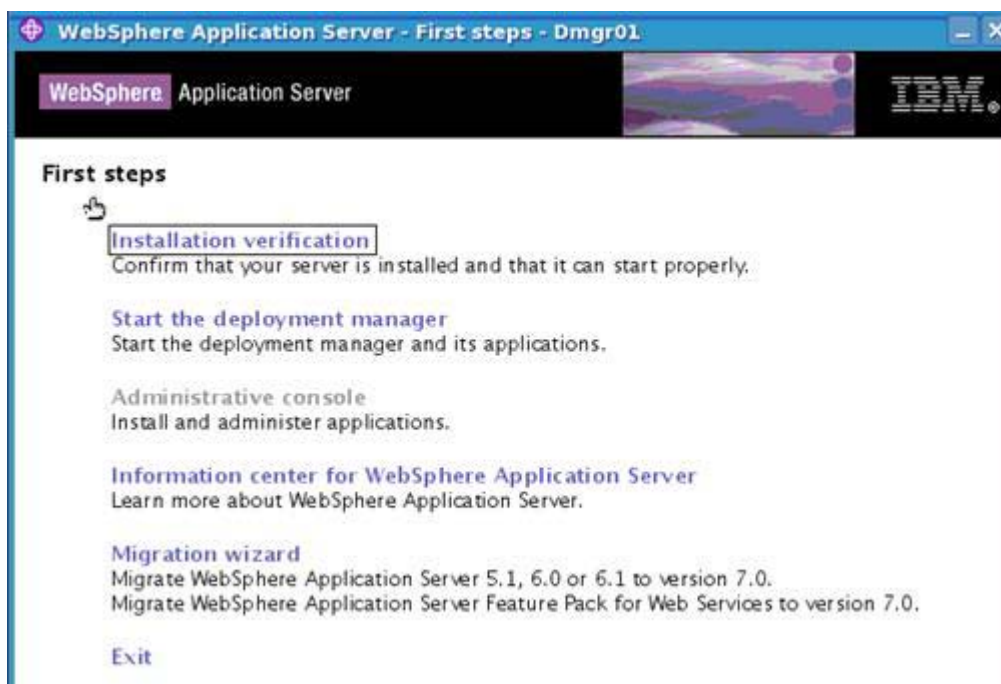 WebSphere Application Server - First steps - Dmgr01
WebSphere Application Server
IBM
First steps
Installation verification
Confirm that your server is installed and that it can start properly.
Start the deployment manager
Start the deployment manager and its applications.
Administrative console
Install and administer applications.
Information center for WebSphere Application Server
Learn more about WebSphere Application Server.
Migration wizard
Migrate WebSphere Application Server 5.1, 6.0 or 6.1 to version 7.0.
Migrate WebSphere Application Server Feature Pack for Web Services to version 7.0.
Exit